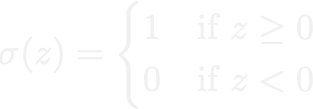 σ(z) = { 1 if z ≥ 0
0 if z < 0